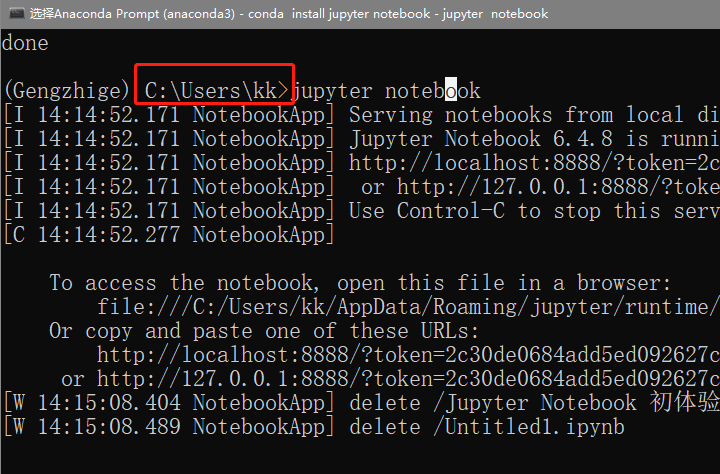 选择Anaconda Prompt (anaconda3) - conda install jupyter notebook - jupyter notebook
done
(Gengzhige) C:\Users\kk>jupyter notebook
[I 14:14:52.171 NotebookApp] Serving notebooks from local di
[I 14:14:52.171 NotebookApp] Jupyter Notebook 6.4.8 is runni
[I 14:14:52.171 NotebookApp] http://localhost:8888/?token=2c
[I 14:14:52.171 NotebookApp]  or http://127.0.0.1:8888/?toke
[I 14:14:52.171 NotebookApp] Use Control-C to stop this serv
[C 14:14:52.277 NotebookApp]
To access the notebook, open this file in a browser:
file:///C:/Users/kk/AppData/Roaming/jupyter/runtime/
Or copy and paste one of these URLs:
http://localhost:8888/?token=2c30de0684add5ed092627c
or http://127.0.0.1:8888/?token=2c30de0684add5ed092627c
[W 14:15:08.404 NotebookApp] delete /Jupyter Notebook 初体验
[W 14:15:08.489 NotebookApp] delete /Untitled1.ipynb